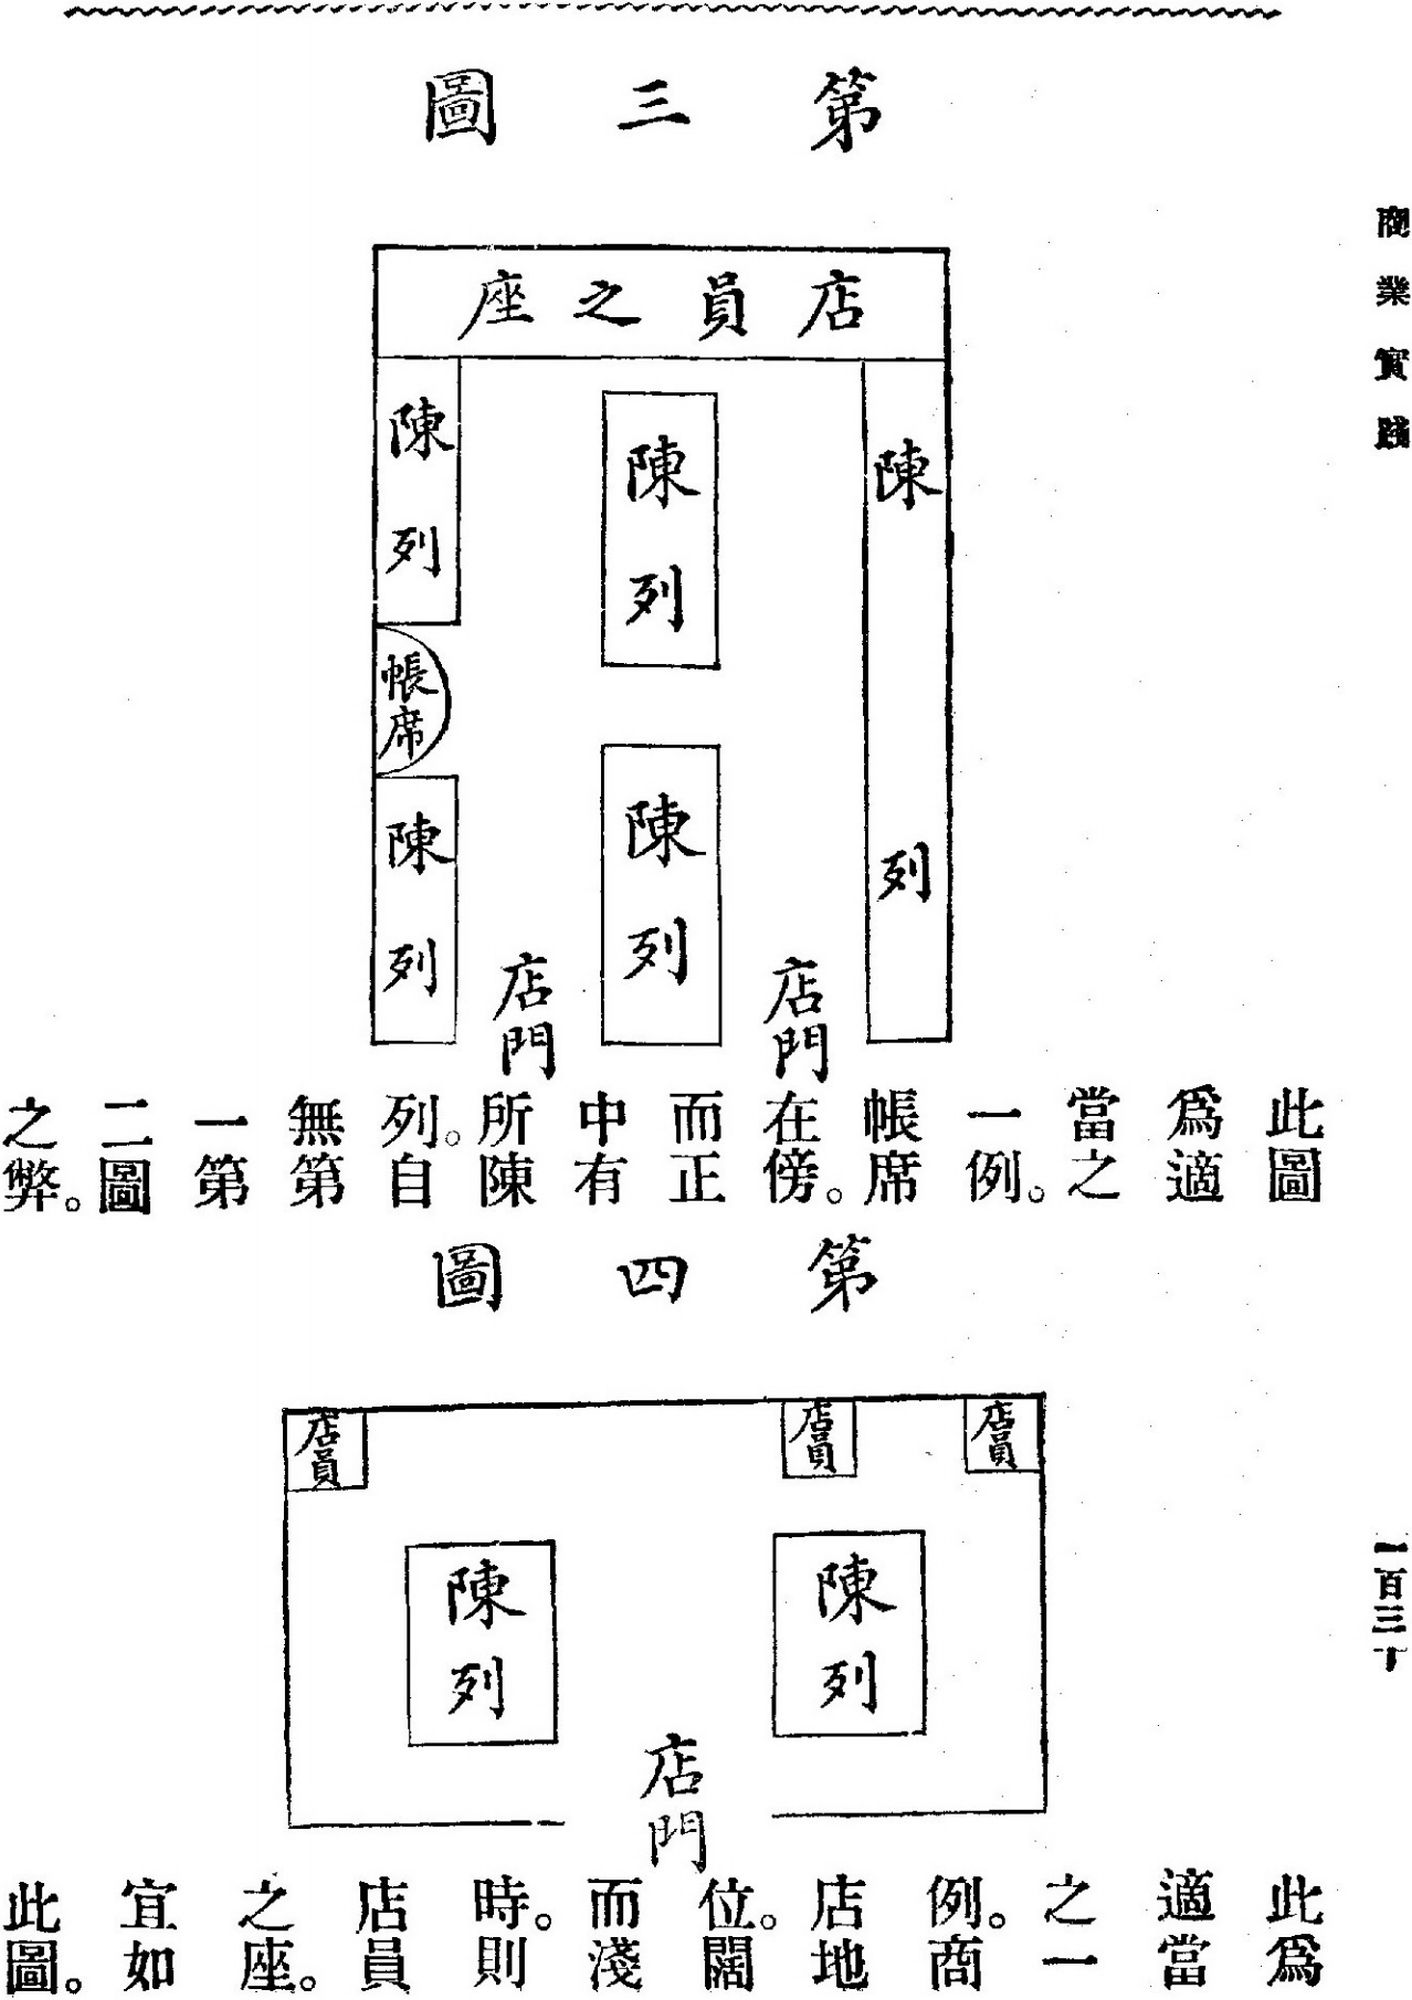 商業實踐
一百三十
第三圖
店員之座
陳列
陳列
陳列
帳席
陳列
陳列
店門
店門
此圖
爲適
當之
一例。
帳席
在傍。
而正
中有
所陳
列。自
無第
一第
二圖
之弊。
第四圖
店員
店員
店員
陳列
陳列
店門
此爲
適當
之一
例。商
店地
位。闊
而淺
時。則
店員
之座。
宜如
此圖。